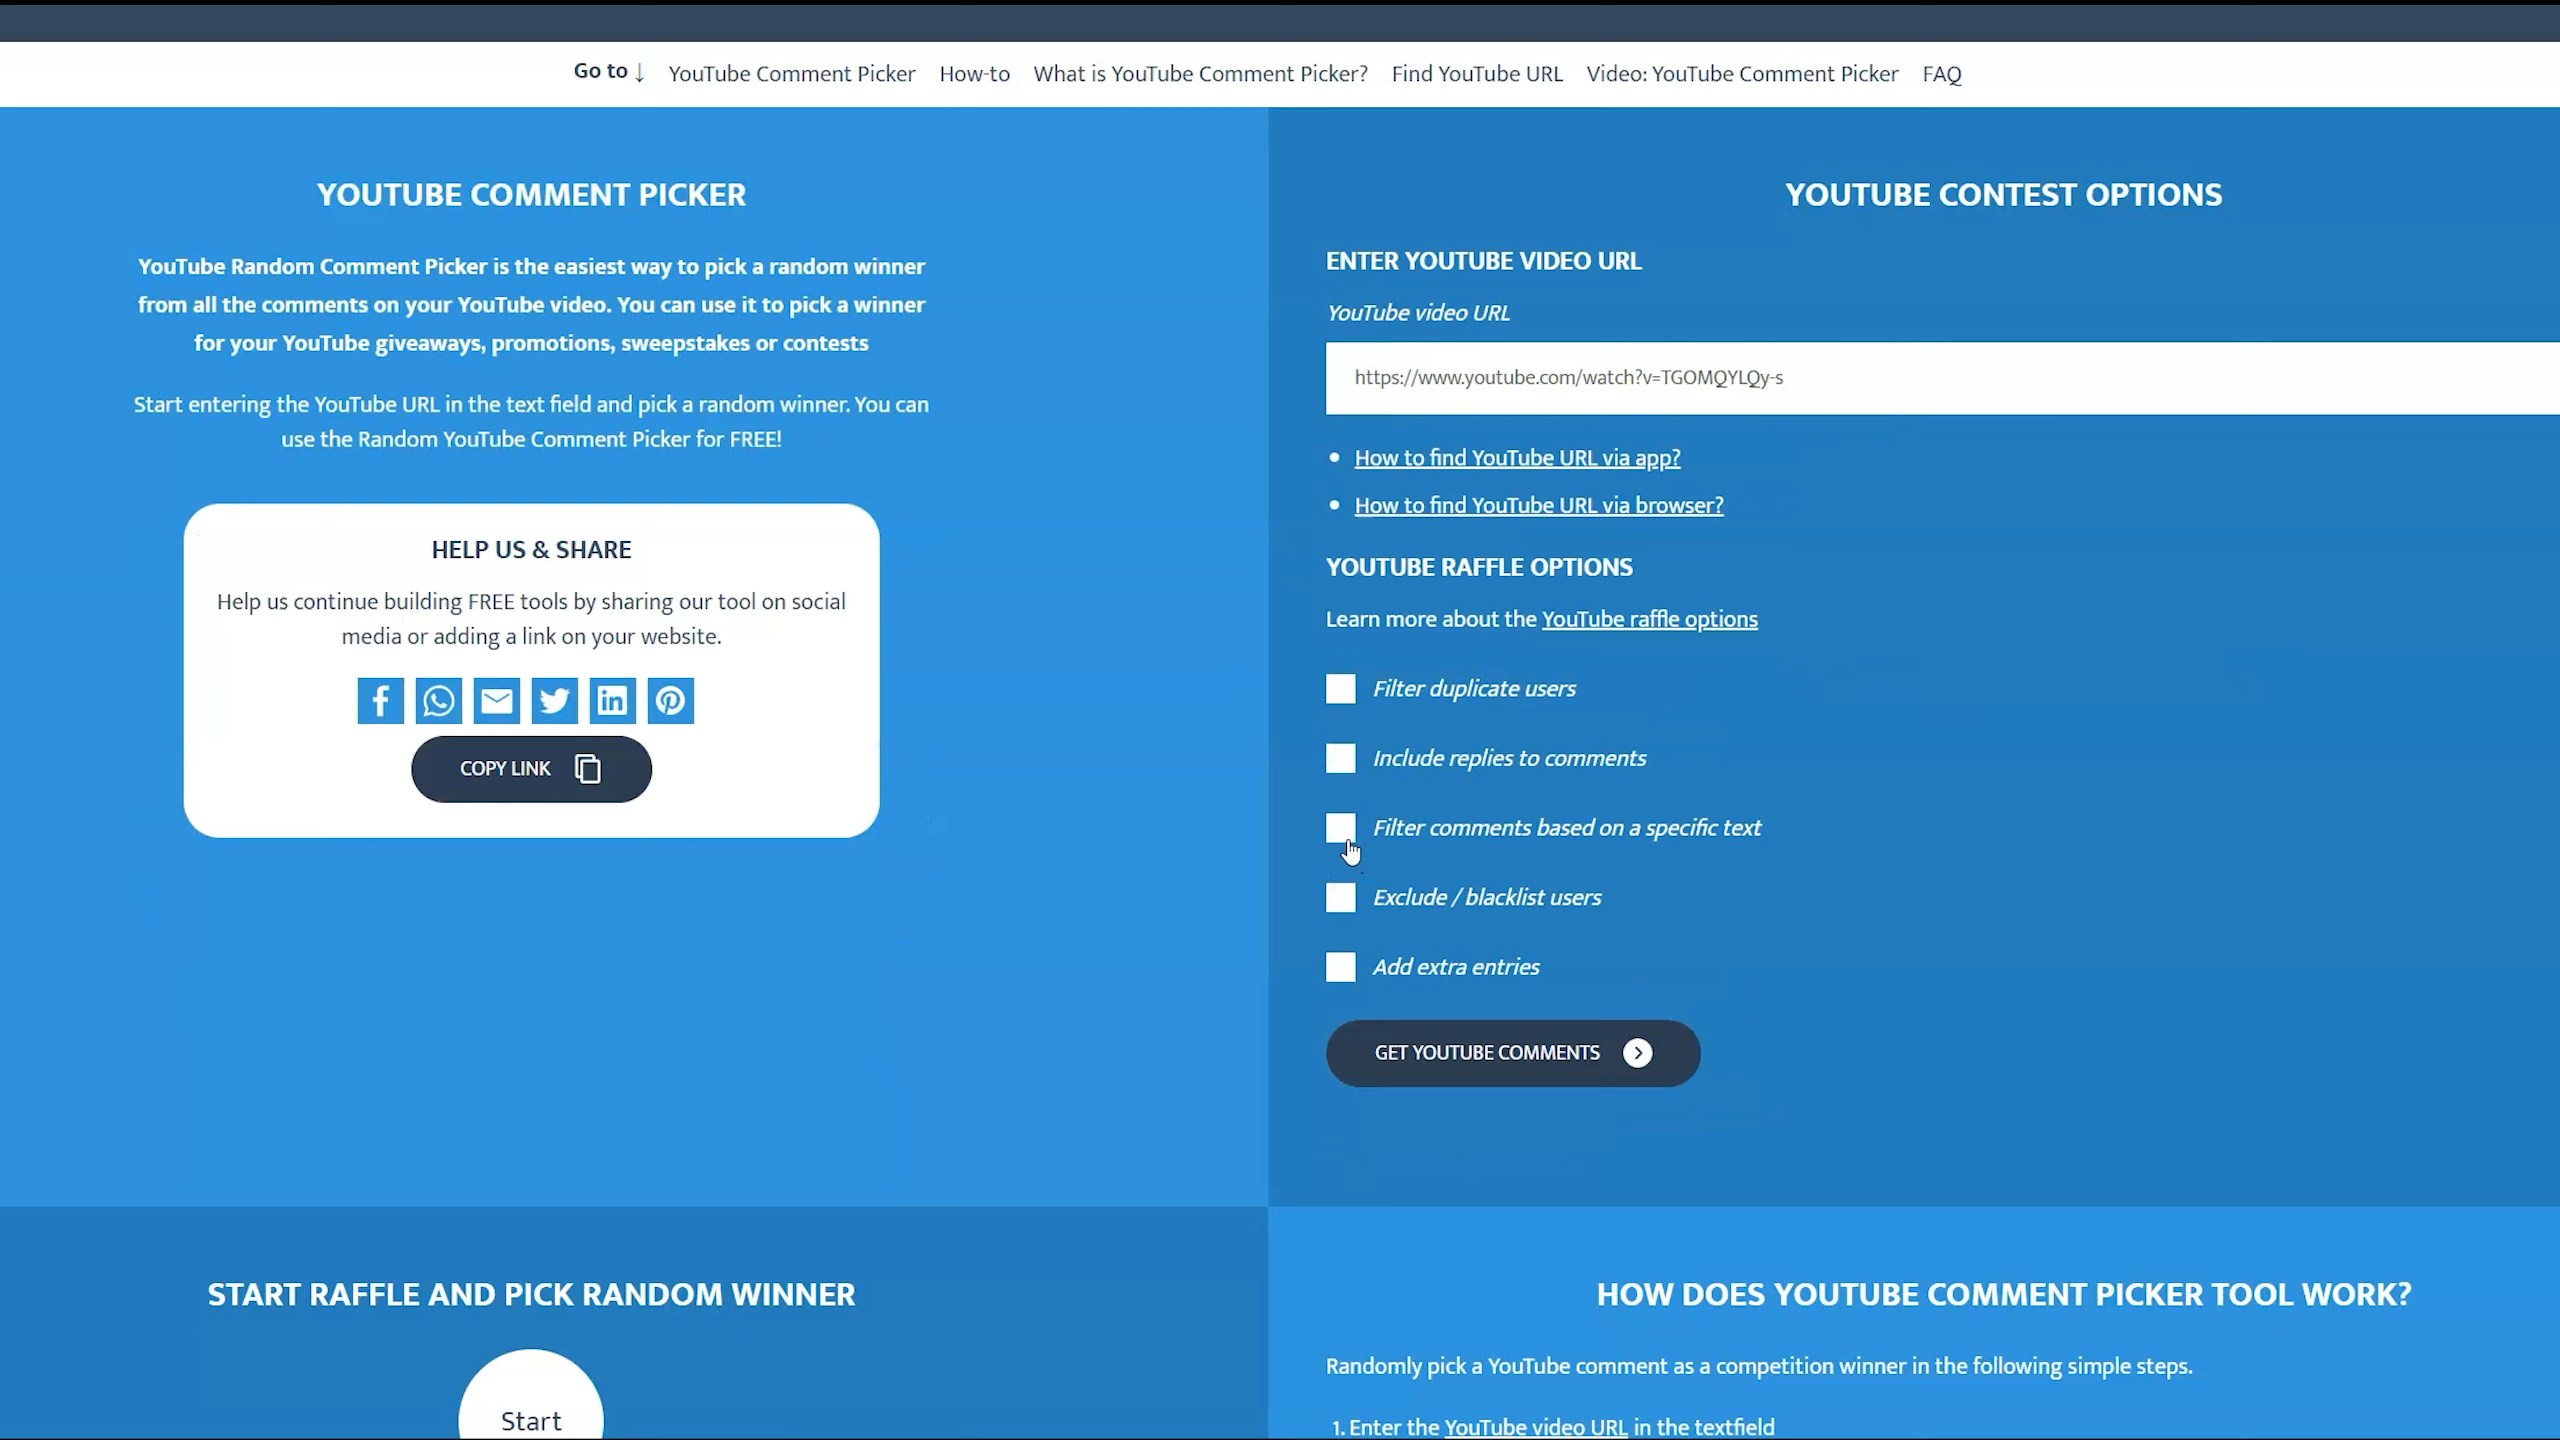 Go to ↓ YouTube Comment Picker How-to What is YouTube Comment Picker? Find YouTube URL Video: YouTube Comment Picker FAQ
YOUTUBE COMMENT PICKER
YouTube Random Comment Picker is the easiest way to pick a random winner
from all the comments on your YouTube video. You can use it to pick a winner
for your YouTube giveaways, promotions, sweepstakes or contests
Start entering the YouTube URL in the text field and pick a random winner. You can
use the Random YouTube Comment Picker for FREE!
HELP US & SHARE
Help us continue building FREE tools by sharing our tool on social
media or adding a link on your website.
COPY LINK
YOUTUBE CONTEST OPTIONS
ENTER YOUTUBE VIDEO URL
YouTube video URL
https://www.youtube.com/watch?v=TGOMQYLQy-s
• How to find YouTube URL via app?
• How to find YouTube URL via browser?
YOUTUBE RAFFLE OPTIONS
Learn more about the YouTube raffle options
Filter duplicate users
Include replies to comments
Filter comments based on a specific text
Exclude / blacklist users
Add extra entries
GET YOUTUBE COMMENTS
START RAFFLE AND PICK RANDOM WINNER
Start
HOW DOES YOUTUBE COMMENT PICKER TOOL WORK?
Randomly pick a YouTube comment as a competition winner in the following simple steps.
1. Enter the YouTube video URL in the textfield